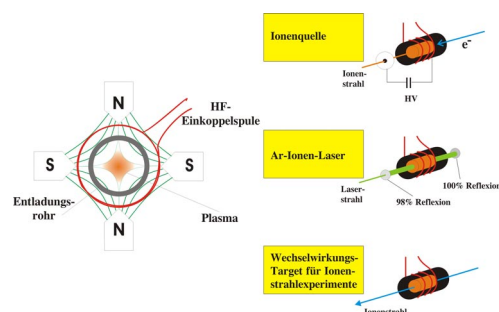 N
HF-
Einkoppelspule
S
S
Entladungs-
rohr
Plasma
N
Ionenquelle
e-
Ionen-
strahl
HV
Ar-Ionen-Laser
Laser-
strahl
100% Reflexion
98% Reflexion
Wechselwirkungs-
Target für Ionen-
strahlexperimente
Ionenstrahl